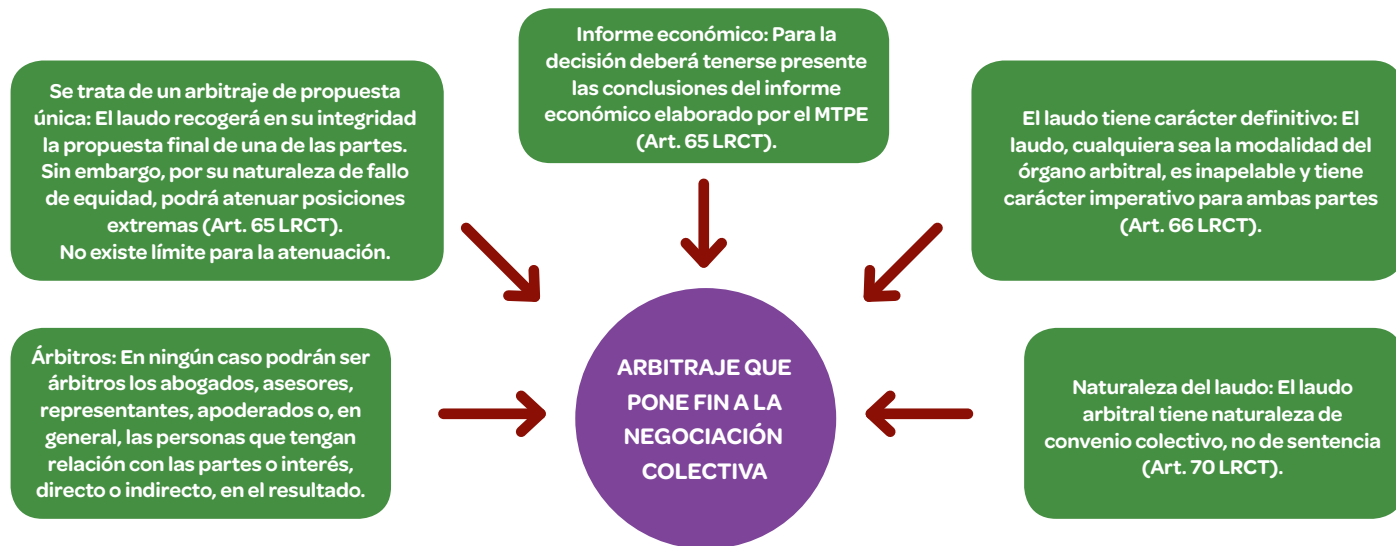 Informe económico: Para la
decisión deberá tenerse presente
las conclusiones del informe
económico elaborado por el MTPE
(Art. 65 LRCT).
Se trata de un arbitraje de propuesta
única: El laudo recogerá en su integridad
la propuesta final de una de las partes.
Sin embargo, por su naturaleza de fallo
de equidad, podrá atenuar posiciones
extremas (Art. 65 LRCT).
No existe límite para la atenuación.
El laudo tiene carácter definitivo: El
laudo, cualquiera sea la modalidad del
órgano arbitral, es inapelable y tiene
carácter imperativo para ambas partes
(Art. 66 LRCT).
Árbitros: En ningún caso podrán ser
árbitros los abogados, asesores,
representantes, apoderados o, en
general, las personas que tengan
relación con las partes o interés,
directo o indirecto, en el resultado.
ARBITRAJE QUE
PONE FIN A LA
NEGOCIACIÓN
COLECTIVA
Naturaleza del laudo: El laudo
arbitral tiene naturaleza de
convenio colectivo, no de sentencia
(Art. 70 LRCT).